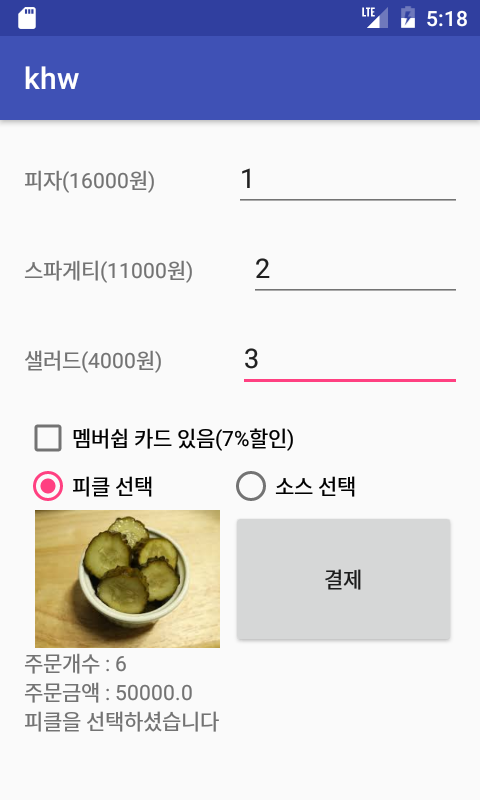 LTE 5:18
khw
피자(16000원) 1
스파게티(11000원) 2
샐러드(4000원) 3
멤버쉽 카드 있음(7%할인)
피클 선택 소스 선택
결제
주문개수 : 6
주문금액 : 50000.0
피클을 선택하셨습니다